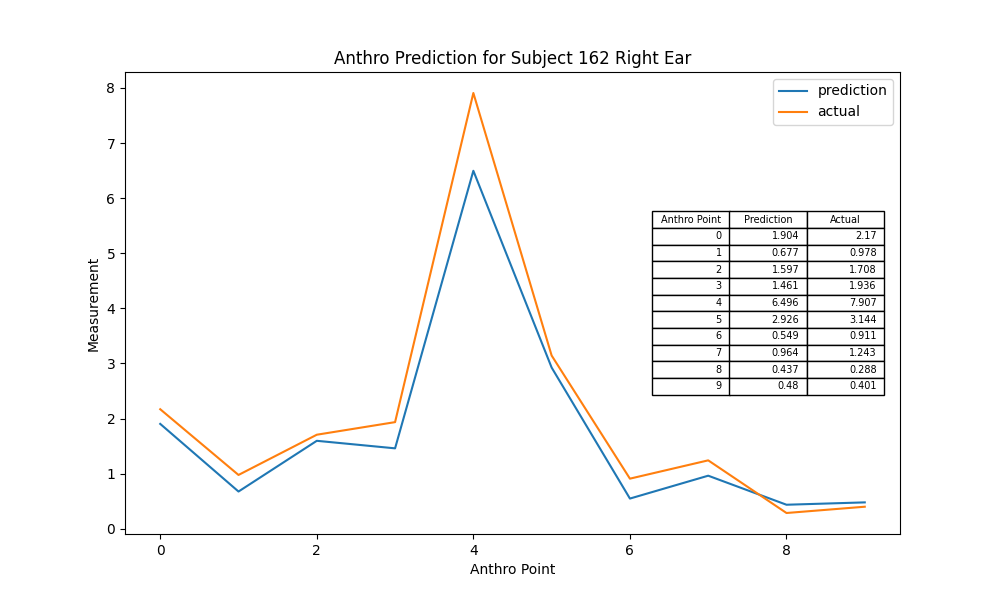 Anthro Prediction for Subject 162 Right Ear
prediction
actual
8
7
6
5
4
3
2
1
0
Measurement
Anthro Point Prediction Actual
0 1.904 2.17
1 0.677 0.978
2 1.597 1.708
3 1.461 1.936
4 6.496 7.907
5 2.926 3.144
6 0.549 0.911
7 0.964 1.243
8 0.437 0.288
9 0.48 0.401
0 2 4 6 8
Anthro Point